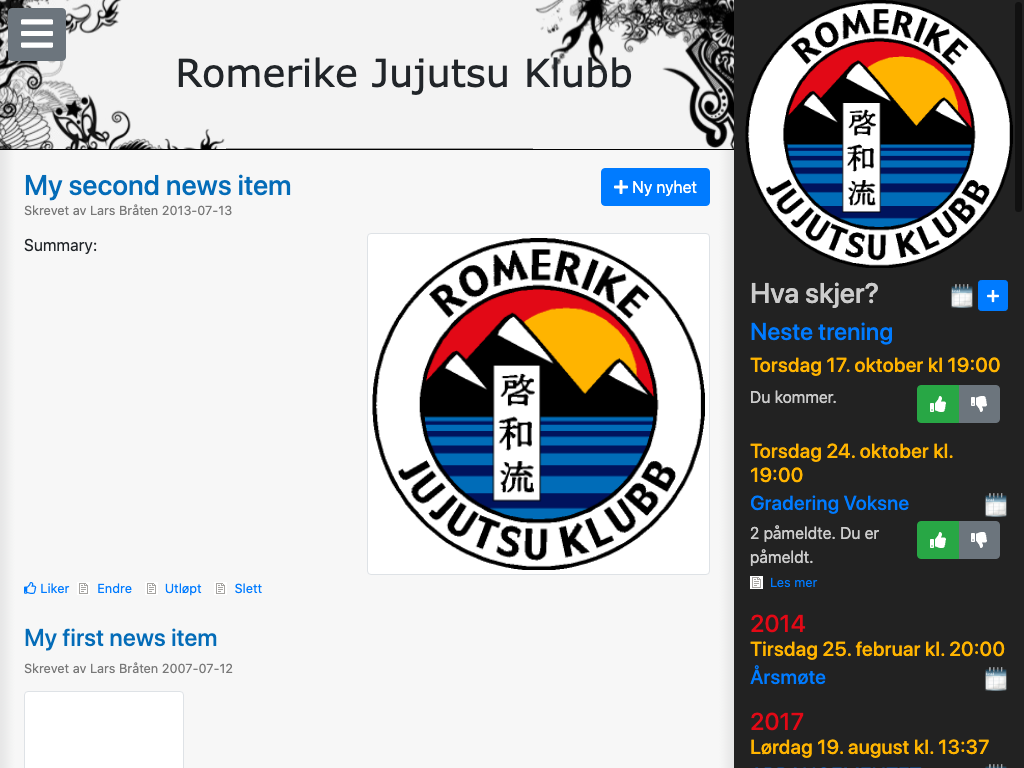 Romerike Jujutsu Klubb
My second news item
Ny nyhet
Skrevet av Lars Bråten 2013-07-13
Summary:
ROMERIKE
啓和流
JUJUTSU KLUBB
Liker
Endre
Utløpt
Slett
My first news item
Skrevet av Lars Bråten 2007-07-12
ROMERIKE
啓和流
JUJUTSU KLUBB
Hva skjer?
Neste trening
Torsdag 17. oktober kl 19:00
Du kommer.
Torsdag 24. oktober kl.
19:00
Gradering Voksne
2 påmeldte. Du er
påmeldt.
Les mer
2014
Tirsdag 25. februar kl. 20:00
Årsmøte
2017
Lørdag 19. august kl. 13:37